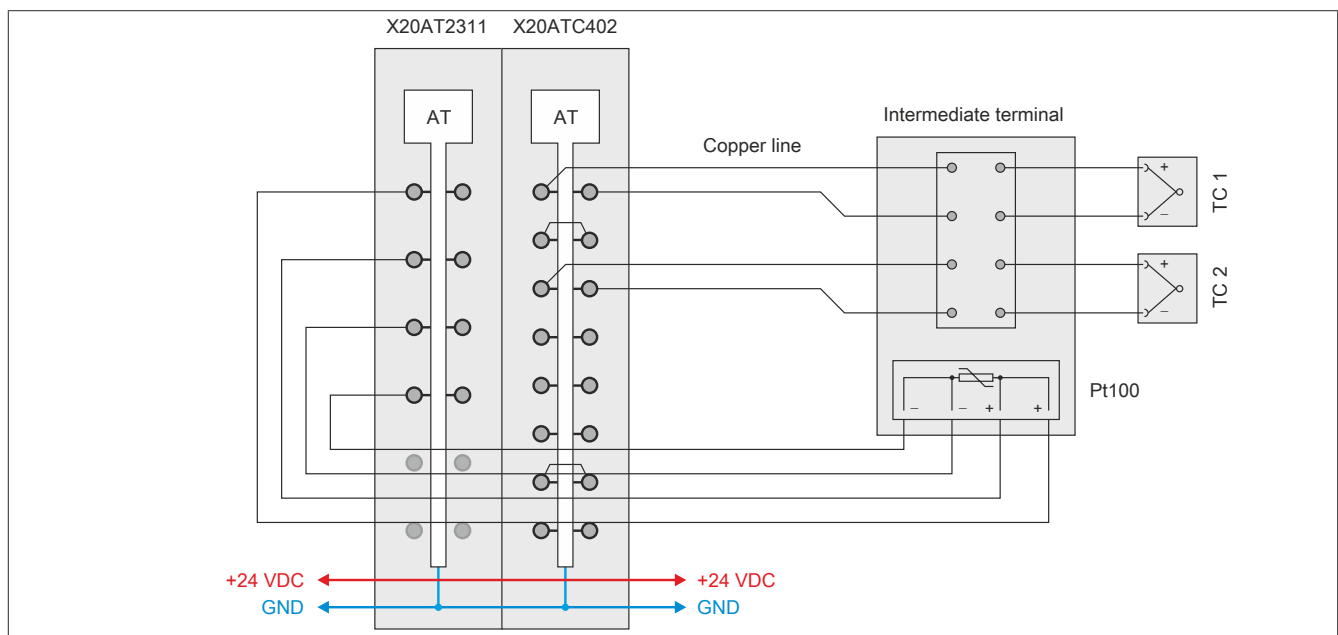 X20AT2311 X20ATC402
AT AT
Intermediate terminal
Copper line
+
−
TC 1
+
−
TC 2
Pt100
− − + +
+24 VDC +24 VDC
GND GND